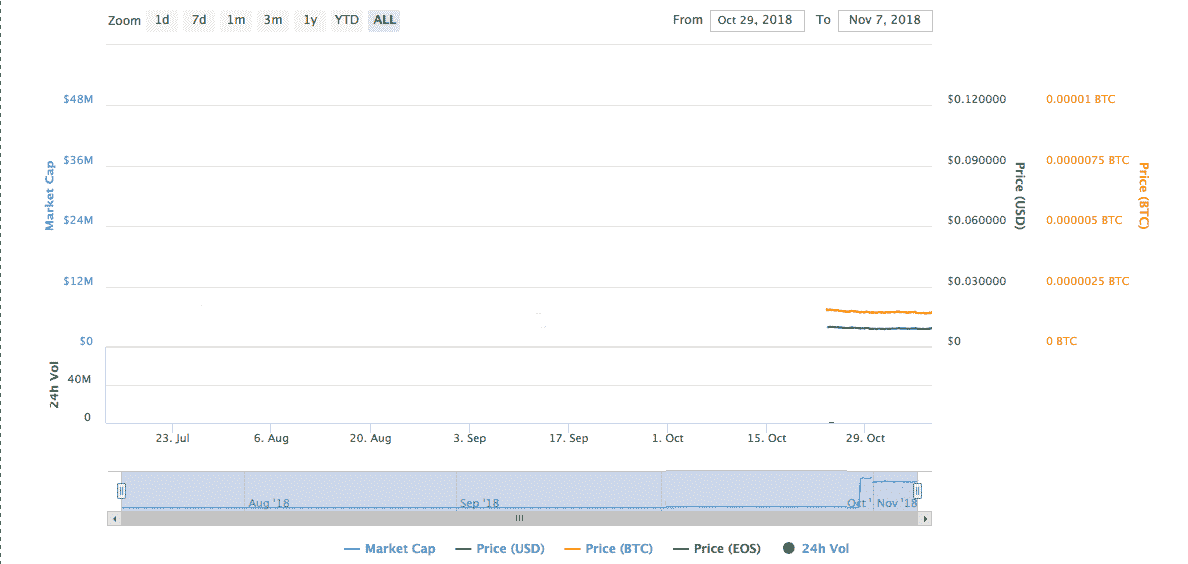 Zoom 1d 7d 1m 3m 1y YTD ALL From Oct 29, 2018 To Nov 7, 2018
$48M $0.120000 0.00001 BTC
$36M $0.090000 0.0000075 BTC
Market Cap Price (USD) Price (BTC)
$24M $0.060000 0.000005 BTC
$12M $0.030000 0.0000025 BTC
$0 $0 0 BTC
24h Vol
40M
0
23. Jul 6. Aug 20. Aug 3. Sep 17. Sep 1. Oct 15. Oct 29. Oct
Aug '18 Sep '18 Oct ' Nov '18
Market Cap Price (USD) Price (BTC) Price (EOS) 24h Vol